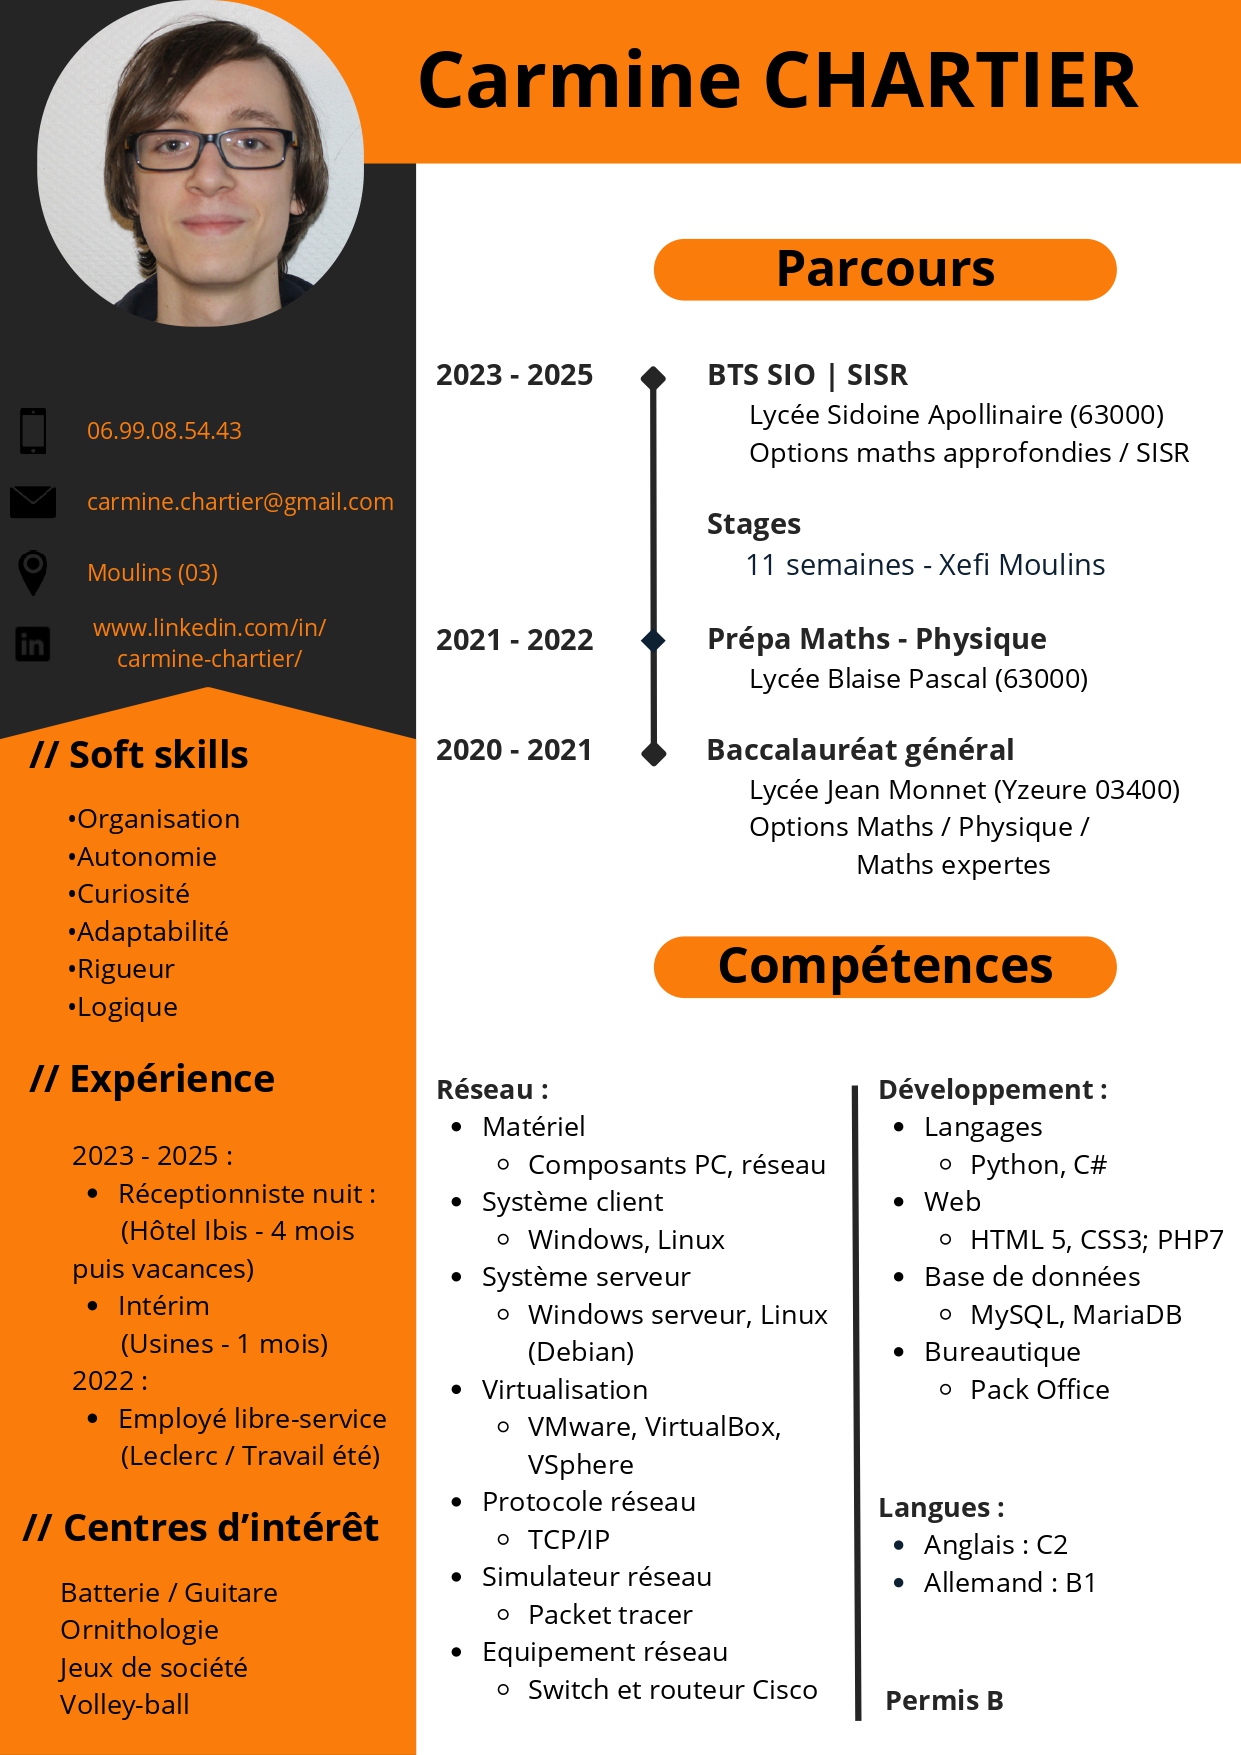 Carmine CHARTIER
06.99.08.54.43
carmine.chartier@gmail.com
Moulins (03)
www.linkedin.com/in/
carmine-chartier/
// Soft skills
•Organisation
•Autonomie
•Curiosité
•Adaptabilité
•Rigueur
•Logique
// Expérience
2023 - 2025 :
• Réceptionniste nuit :
(Hôtel Ibis - 4 mois
puis vacances)
• Intérim
(Usines - 1 mois)
2022 :
• Employé libre-service
(Leclerc / Travail été)
// Centres d’intérêt
Batterie / Guitare
Ornithologie
Jeux de société
Volley-ball
Parcours
2023 - 2025
BTS SIO | SISR
Lycée Sidoine Apollinaire (63000)
Options maths approfondies / SISR
Stages
11 semaines - Xefi Moulins
2021 - 2022
Prépa Maths - Physique
Lycée Blaise Pascal (63000)
2020 - 2021
Baccalauréat général
Lycée Jean Monnet (Yzeure 03400)
Options Maths / Physique /
Maths expertes
Compétences
Réseau :
• Matériel
◦ Composants PC, réseau
• Système client
◦ Windows, Linux
• Système serveur
◦ Windows serveur, Linux
(Debian)
• Virtualisation
◦ VMware, VirtualBox,
VSphere
• Protocole réseau
◦ TCP/IP
• Simulateur réseau
◦ Packet tracer
• Equipement réseau
◦ Switch et routeur Cisco
Développement :
• Langages
◦ Python, C#
• Web
◦ HTML 5, CSS3; PHP7
• Base de données
◦ MySQL, MariaDB
• Bureautique
◦ Pack Office
Langues :
• Anglais : C2
• Allemand : B1
Permis B